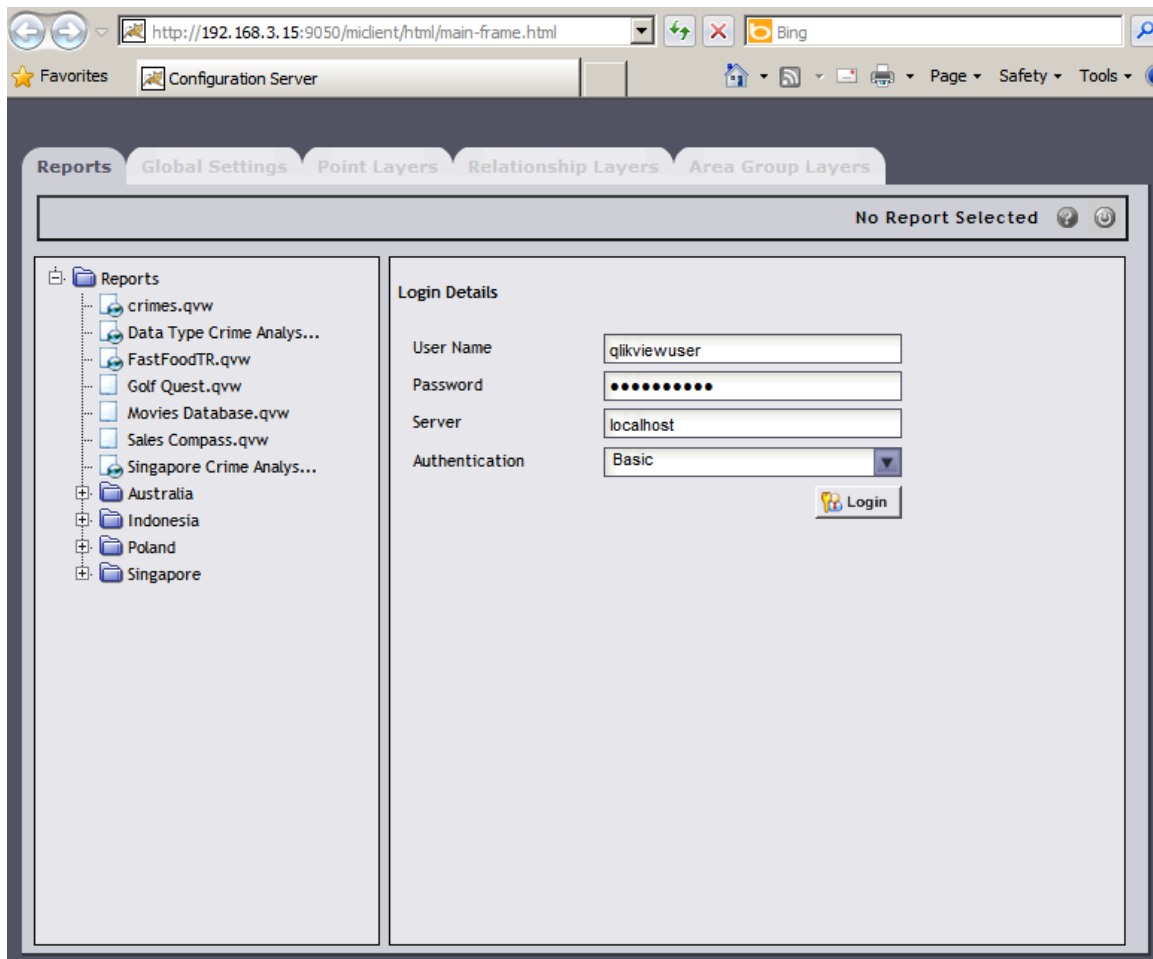 http://192.168.3.15:9050/miclient/html/main-frame.html Bing
Favorites Configuration Server Page Safety Tools
Reports Global Settings Point Layers Relationship Layers Area Group Layers
No Report Selected
Reports
crimes.qvw
Data Type Crime Analys...
FastFoodTR.qvw
Golf Quest.qvw
Movies Database.qvw
Sales Compass.qvw
Singapore Crime Analys...
Australia
Indonesia
Poland
Singapore
Login Details
User Name qlikviewuser
Password ••••••••••
Server localhost
Authentication Basic
Login